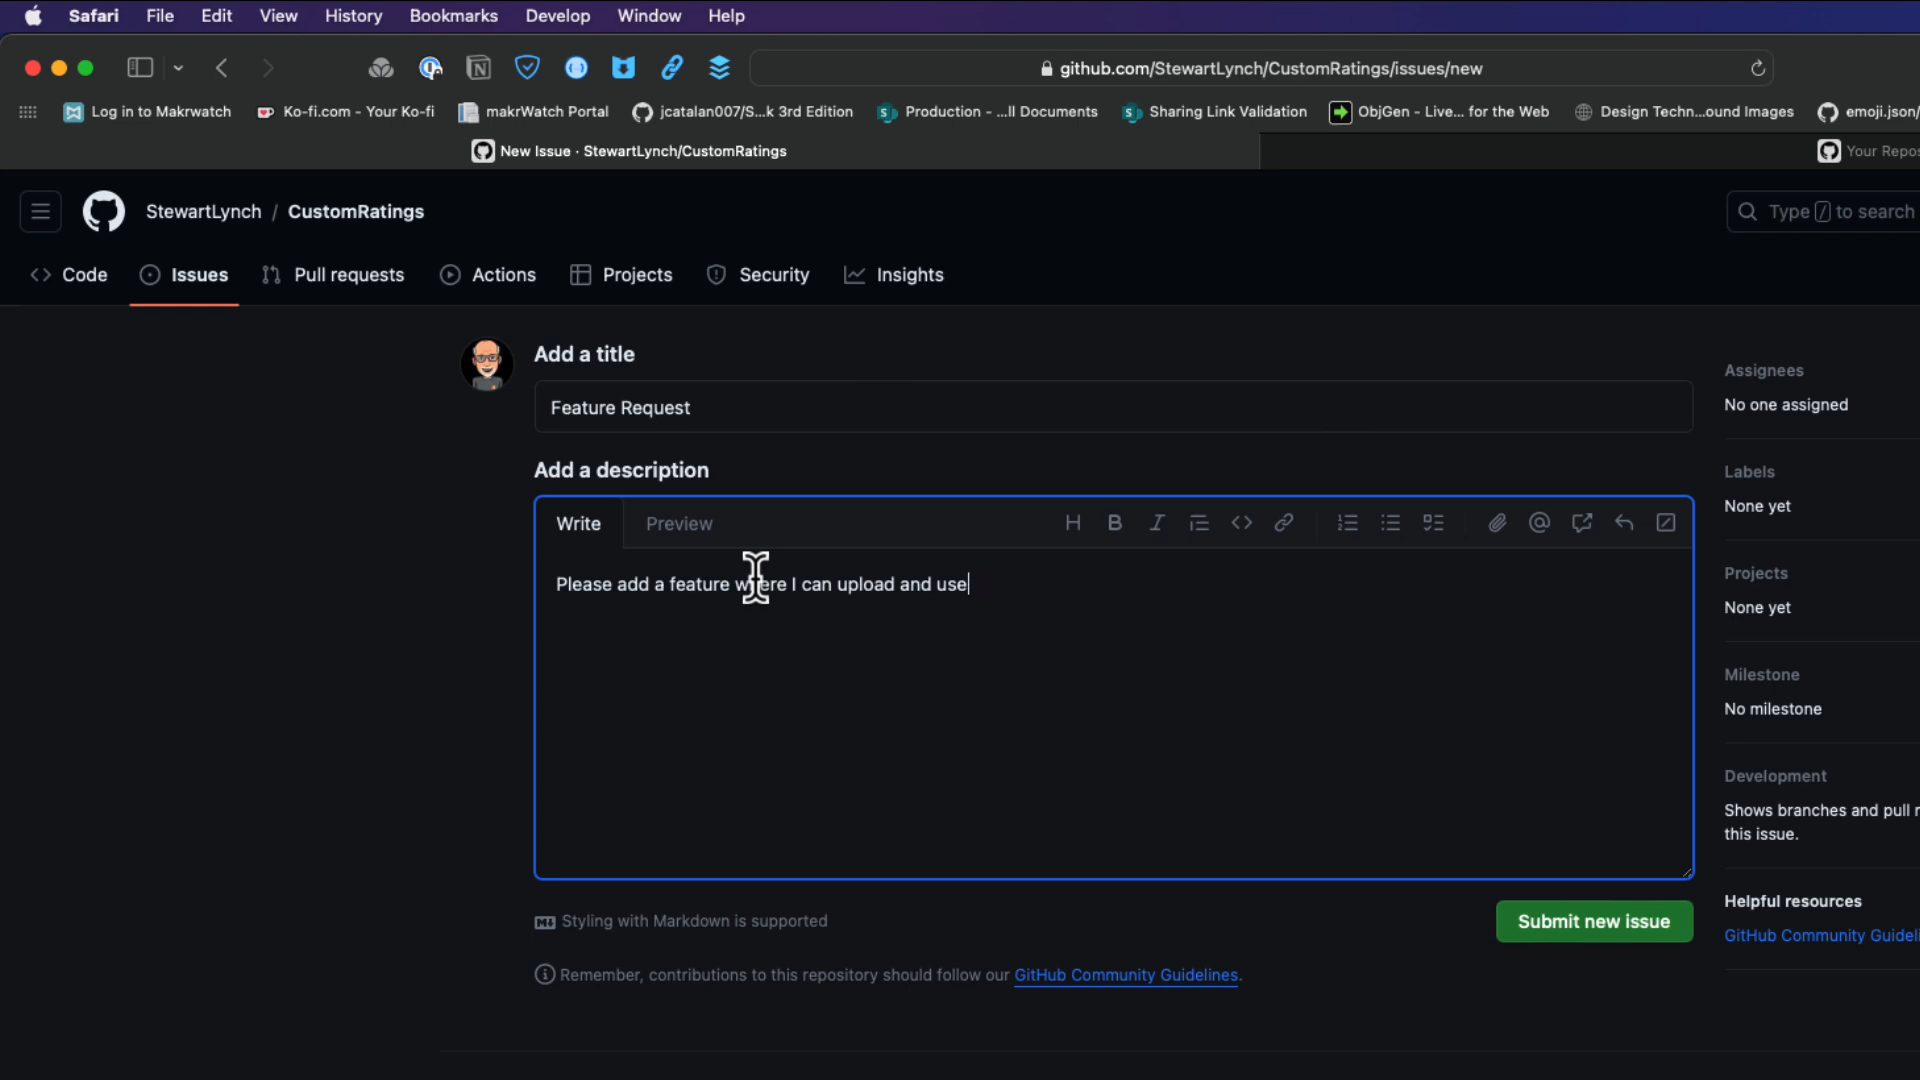 Safari File Edit View History Bookmarks Develop Window Help
github.com/StewartLynch/CustomRatings/issues/new
Log in to Makrwatch Ko-fi.com - Your Ko-fi makrWatch Portal jcatalan007/S...k 3rd Edition Production - ...ll Documents Sharing Link Validation ObjGen - Live... for the Web Design Techn...ound Images emoji.json/
New Issue · StewartLynch/CustomRatings Your Repos
StewartLynch / CustomRatings Type / to search
Code Issues Pull requests Actions Projects Security Insights
Add a title
Feature Request
Add a description
Write Preview
Please add a feature where I can upload and use
Styling with Markdown is supported
Submit new issue
Remember, contributions to this repository should follow our GitHub Community Guidelines.
Assignees
No one assigned
Labels
None yet
Projects
None yet
Milestone
No milestone
Development
Shows branches and pull r
this issue.
Helpful resources
GitHub Community Guideli